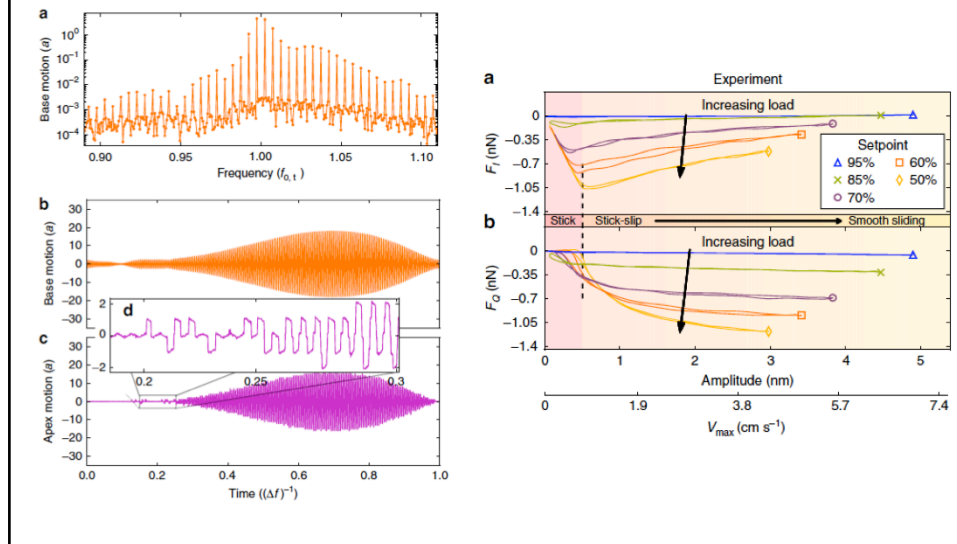 a
Base motion (a)
10⁰
10⁻¹
10⁻²
10⁻³
10⁻⁴
0.90
0.95
1.00
1.05
1.10
Frequency (f₀,ₜ)
b
Base motion (a)
30
20
10
0
−10
−20
−30
d
2
1
0
−2
0.2
0.25
0.3
c
Apex motion (a)
30
20
10
0
−10
−20
−30
0.0
0.2
0.4
0.6
0.8
1.0
Time ((Δf)⁻¹)
a
Experiment
Increasing load
F_I (nN)
0
−0.35
−0.7
−1.05
−1.4
Setpoint
95%
60%
85%
50%
70%
Stick
Stick-slip
Smooth sliding
b
Increasing load
F_Q (nN)
0
−0.35
−0.7
−1.05
−1.4
0
1
2
3
4
5
Amplitude (nm)
0
1.9
3.8
5.7
7.4
V_max (cm s⁻¹)